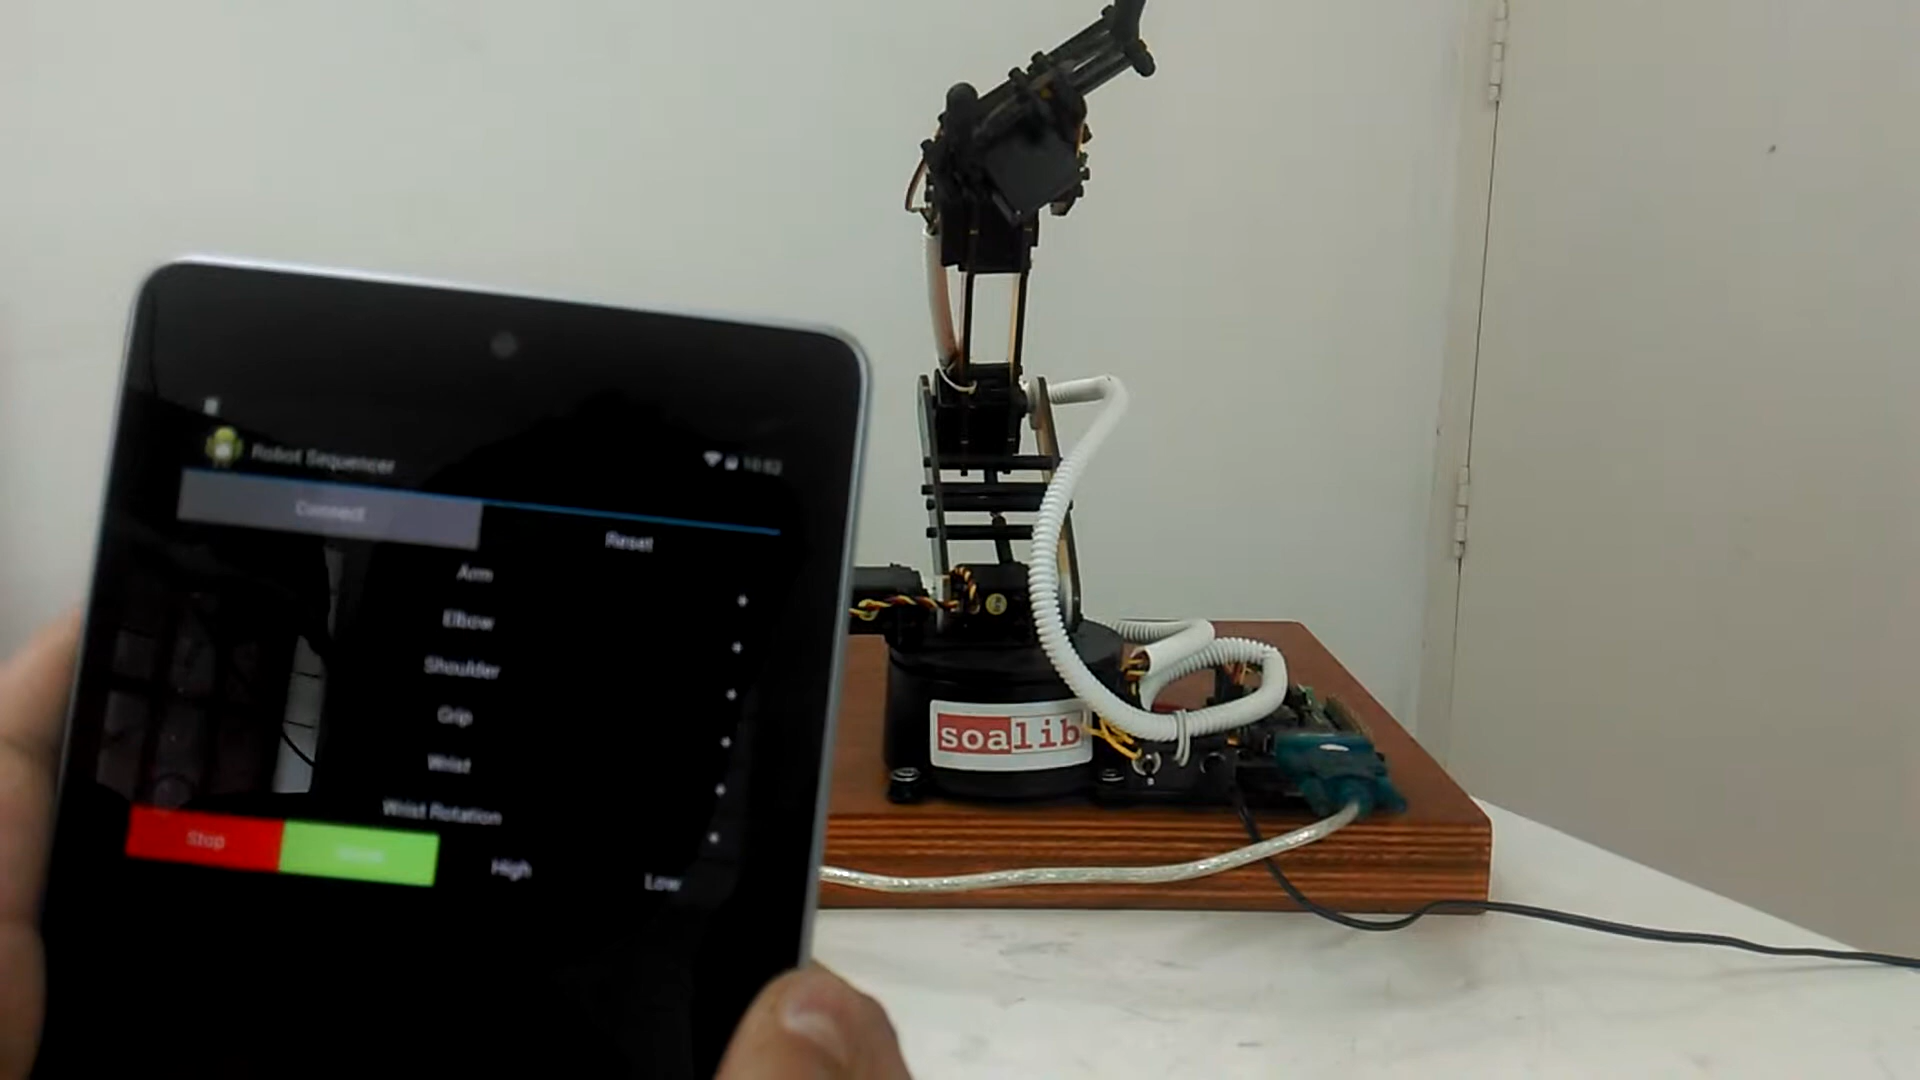 Robot Sequencer
Connect
Reset
Arm
Elbow
Shoulder
Grip
Wrist
Wrist Rotation
Stop
High
Low
soalib